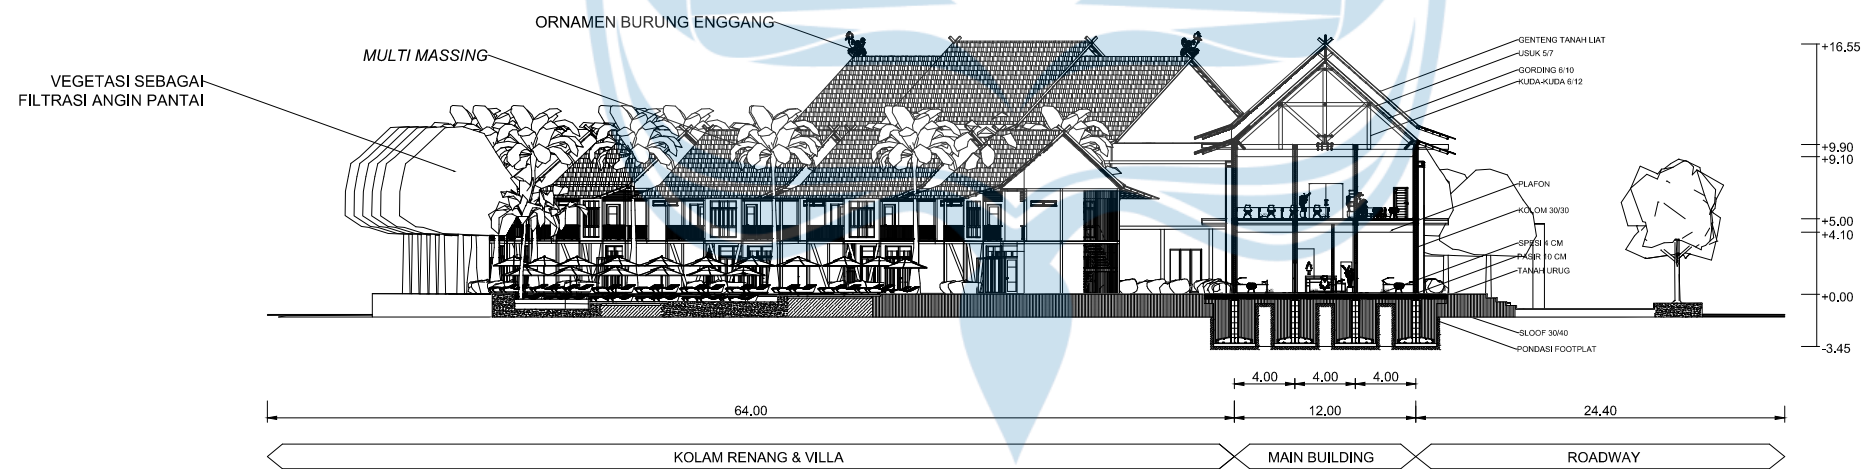 ORNAMEN BURUNG ENGGANG
MULTI MASSING
VEGETASI SEBAGAI
FILTRASI ANGIN PANTAI
GENTENG TANAH LIAT
USUK 5/7
GORDING 6/10
KUDA-KUDA 6/12
PLAFON
KOLOM 30/30
SPESI 4 CM
PASIR 10 CM
TANAH URUG
SLOOF 30/40
PONDASI FOOTPLAT
+16.55
+9.90
+9.10
+5.00
+4.10
+0.00
-3.45
4.00 4.00 4.00
64.00 12.00 24.40
KOLAM RENANG & VILLA MAIN BUILDING ROADWAY